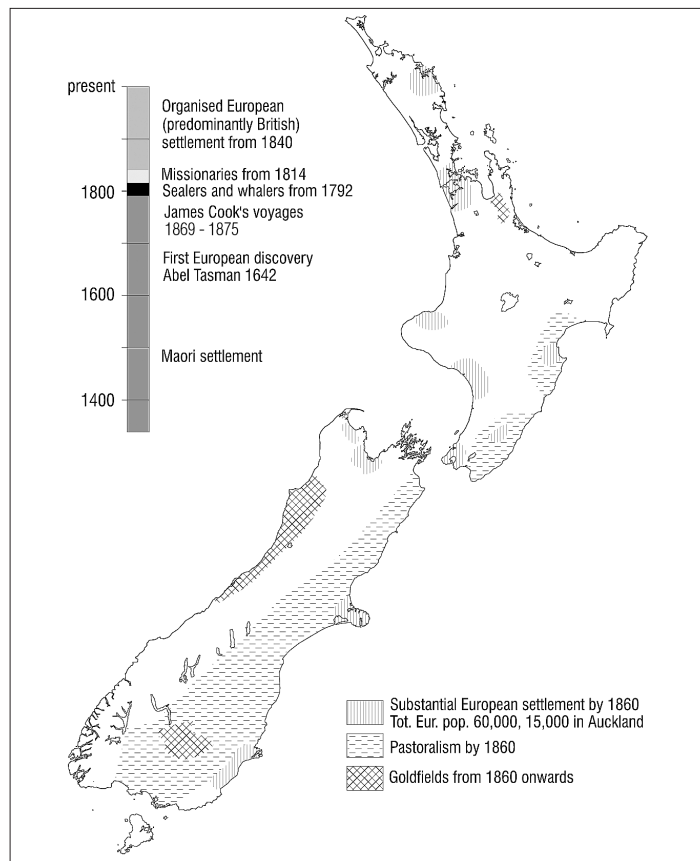 present
Organised European
(predominantly British)
settlement from 1840
Missionaries from 1814
1800
Sealers and whalers from 1792
James Cook's voyages
1869 - 1875
First European discovery
Abel Tasman 1642
1600
Maori settlement
1400
Substantial European settlement by 1860
Tot. Eur. pop. 60,000, 15,000 in Auckland
Pastoralism by 1860
Goldfields from 1860 onwards